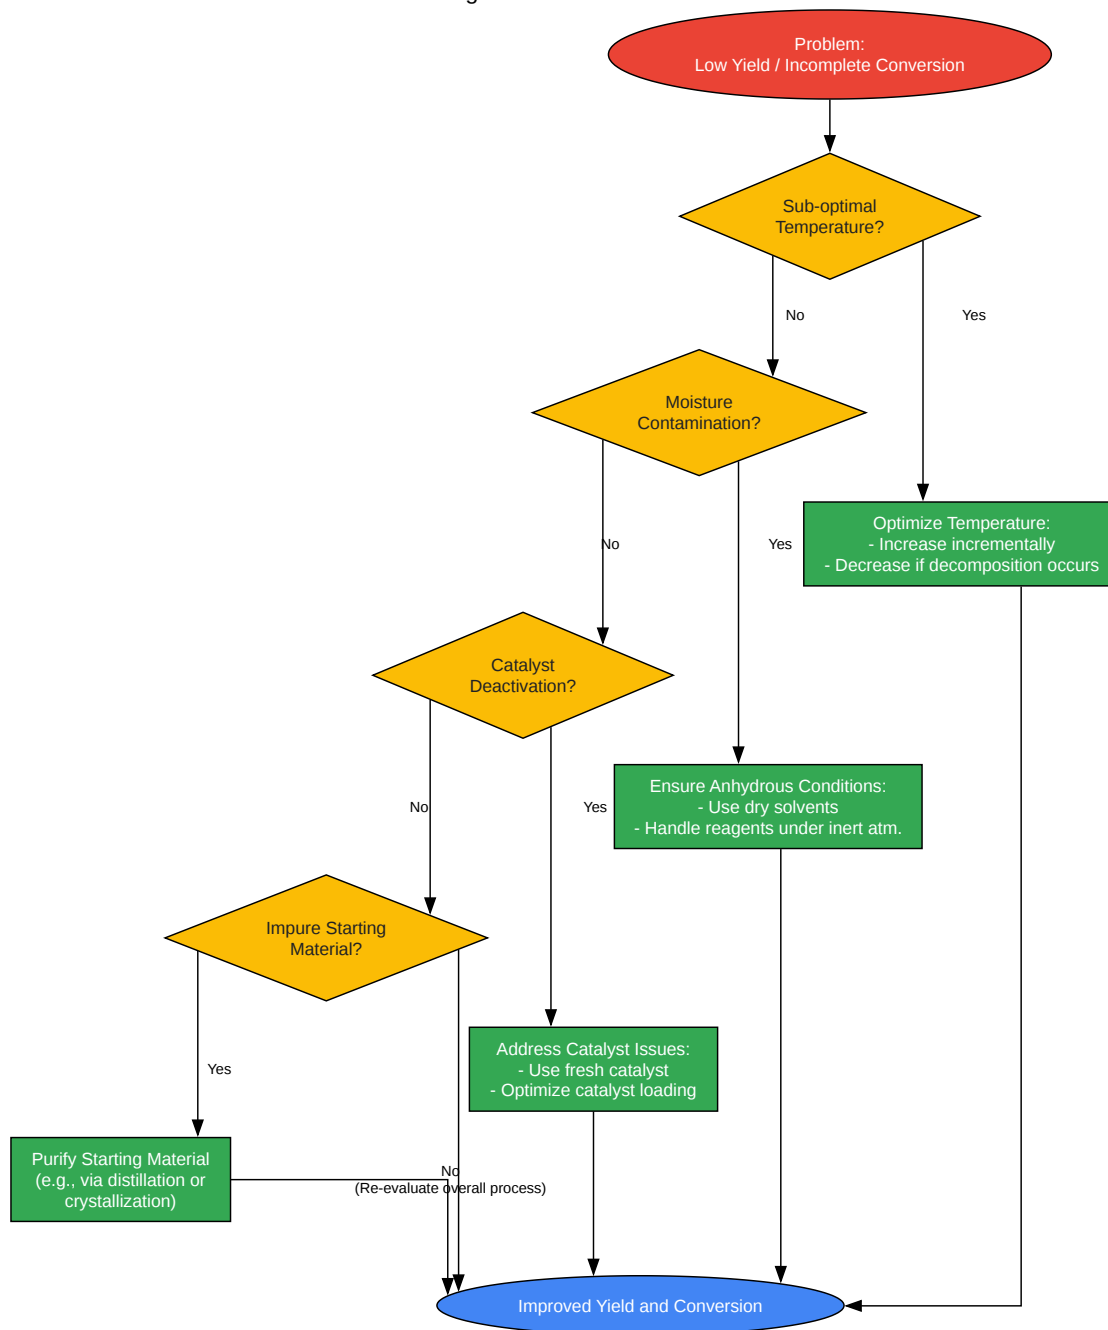 Problem:
Low Yield / Incomplete Conversion
Sub-optimal
Temperature?
No
Yes
Moisture
Contamination?
No
Yes
Optimize Temperature:
- Increase incrementally
- Decrease if decomposition occurs
Catalyst
Deactivation?
No
Yes
Ensure Anhydrous Conditions:
- Use dry solvents
- Handle reagents under inert atm.
Impure Starting
Material?
Yes
No
(Re-evaluate overall process)
Address Catalyst Issues:
- Use fresh catalyst
- Optimize catalyst loading
Purify Starting Material
(e.g., via distillation or
crystallization)
Improved Yield and Conversion